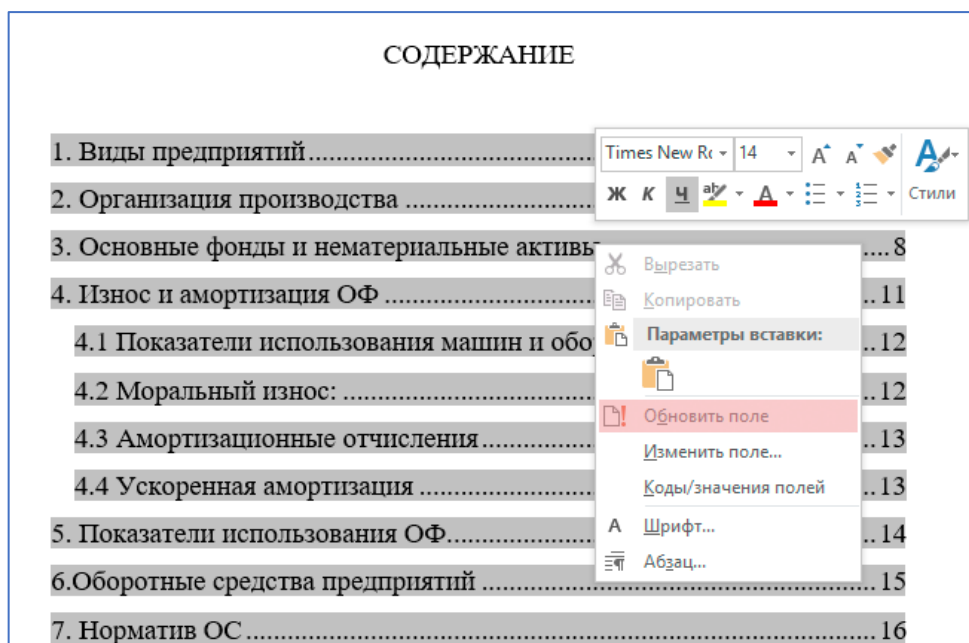 СОДЕРЖАНИЕ
1. Виды предприятий
Times New Rc 14
2. Организация производства
Ж К Ч ab А Стили
3. Основные фонды и нематериальные активы .... 8
Вырезать
4. Износ и амортизация ОФ .. 11
Копировать
4.1 Показатели использования машин и обо .. 12
Параметры вставки:
4.2 Моральный износ: .. 12
Обновить поле
4.3 Амортизационные отчисления .. 13
Изменить поле...
4.4 Ускоренная амортизация .. 13
Коды/значения полей
5. Показатели использования ОФ .. 14
Шрифт...
Абзац...
6.Оборотные средства предприятий .. 15
7. Норматив ОС .. 16